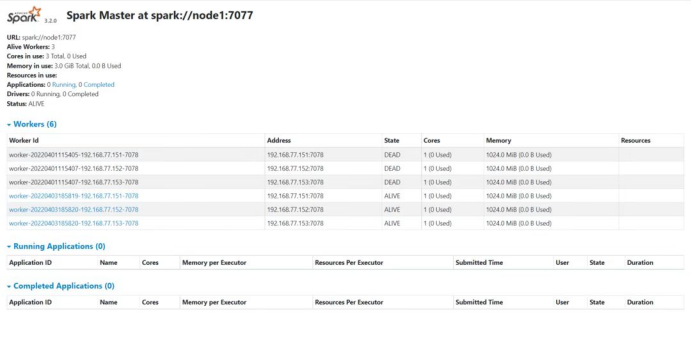 Spark 3.2.0 Spark Master at spark://node1:7077
URL: spark://node1:7077
Alive Workers: 3
Cores in use: 3 Total, 0 Used
Memory in use: 3.0 GiB Total, 0.0 B Used
Resources in use:
Applications: 0 Running, 0 Completed
Drivers: 0 Running, 0 Completed
Status: ALIVE
Workers (6)
Worker Id Address State Cores Memory Resources
worker-20220401115405-192.168.77.151-7078 192.168.77.151:7078 DEAD 1 (0 Used) 1024.0 MiB (0.0 B Used)
worker-20220401115407-192.168.77.152-7078 192.168.77.152:7078 DEAD 1 (0 Used) 1024.0 MiB (0.0 B Used)
worker-20220401115407-192.168.77.153-7078 192.168.77.153:7078 DEAD 1 (0 Used) 1024.0 MiB (0.0 B Used)
worker-20220403185819-192.168.77.151-7078 192.168.77.151:7078 ALIVE 1 (0 Used) 1024.0 MiB (0.0 B Used)
worker-20220403185820-192.168.77.152-7078 192.168.77.152:7078 ALIVE 1 (0 Used) 1024.0 MiB (0.0 B Used)
worker-20220403185820-192.168.77.153-7078 192.168.77.153:7078 ALIVE 1 (0 Used) 1024.0 MiB (0.0 B Used)
Running Applications (0)
Application ID Name Cores Memory per Executor Resources Per Executor Submitted Time User State Duration
Completed Applications (0)
Application ID Name Cores Memory per Executor Resources Per Executor Submitted Time User State Duration